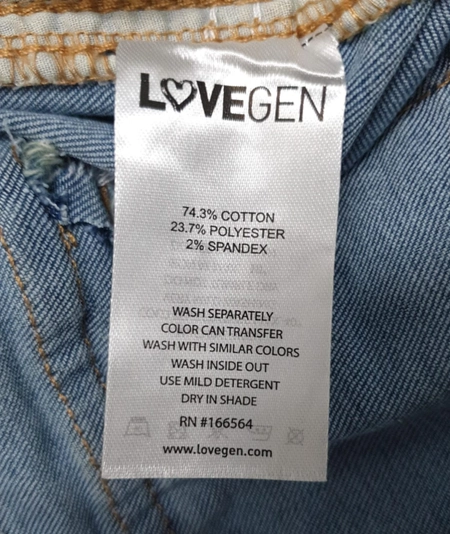 LOVEGEN
74.3% COTTON
23.7% POLYESTER
2% SPANDEX
WASH SEPARATELY
COLOR CAN TRANSFER
WASH WITH SIMILAR COLORS
WASH INSIDE OUT
USE MILD DETERGENT
DRY IN SHADE
RN #166564
www.lovegen.com